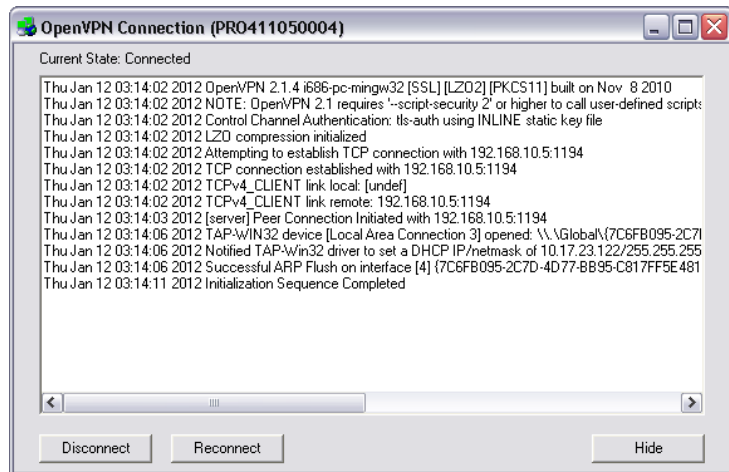 OpenVPN Connection (PRO411050004)
Current State: Connected
Thu Jan 12 03:14:02 2012 OpenVPN 2.1.4 i686-pc-mingw32 [SSL] [LZO2] [PKCS11] built on Nov  8 2010
Thu Jan 12 03:14:02 2012 NOTE: OpenVPN 2.1 requires '--script-security 2' or higher to call user-defined scripts
Thu Jan 12 03:14:02 2012 Control Channel Authentication: tls-auth using INLINE static key file
Thu Jan 12 03:14:02 2012 LZO compression initialized
Thu Jan 12 03:14:02 2012 Attempting to establish TCP connection with 192.168.10.5:1194
Thu Jan 12 03:14:02 2012 TCP connection established with 192.168.10.5:1194
Thu Jan 12 03:14:02 2012 TCPv4_CLIENT link local: [undef]
Thu Jan 12 03:14:02 2012 TCPv4_CLIENT link remote: 192.168.10.5:1194
Thu Jan 12 03:14:03 2012 [server] Peer Connection Initiated with 192.168.10.5:1194
Thu Jan 12 03:14:06 2012 TAP-WIN32 device [Local Area Connection 3] opened: \\.\Global\{7C6FB095-2C7
Thu Jan 12 03:14:06 2012 Notified TAP-Win32 driver to set a DHCP IP/netmask of 10.17.23.122/255.255.255
Thu Jan 12 03:14:06 2012 Successful ARP Flush on interface [4] {7C6FB095-2C7D-4D77-BB95-C817FF5E481
Thu Jan 12 03:14:11 2012 Initialization Sequence Completed
Disconnect Reconnect Hide